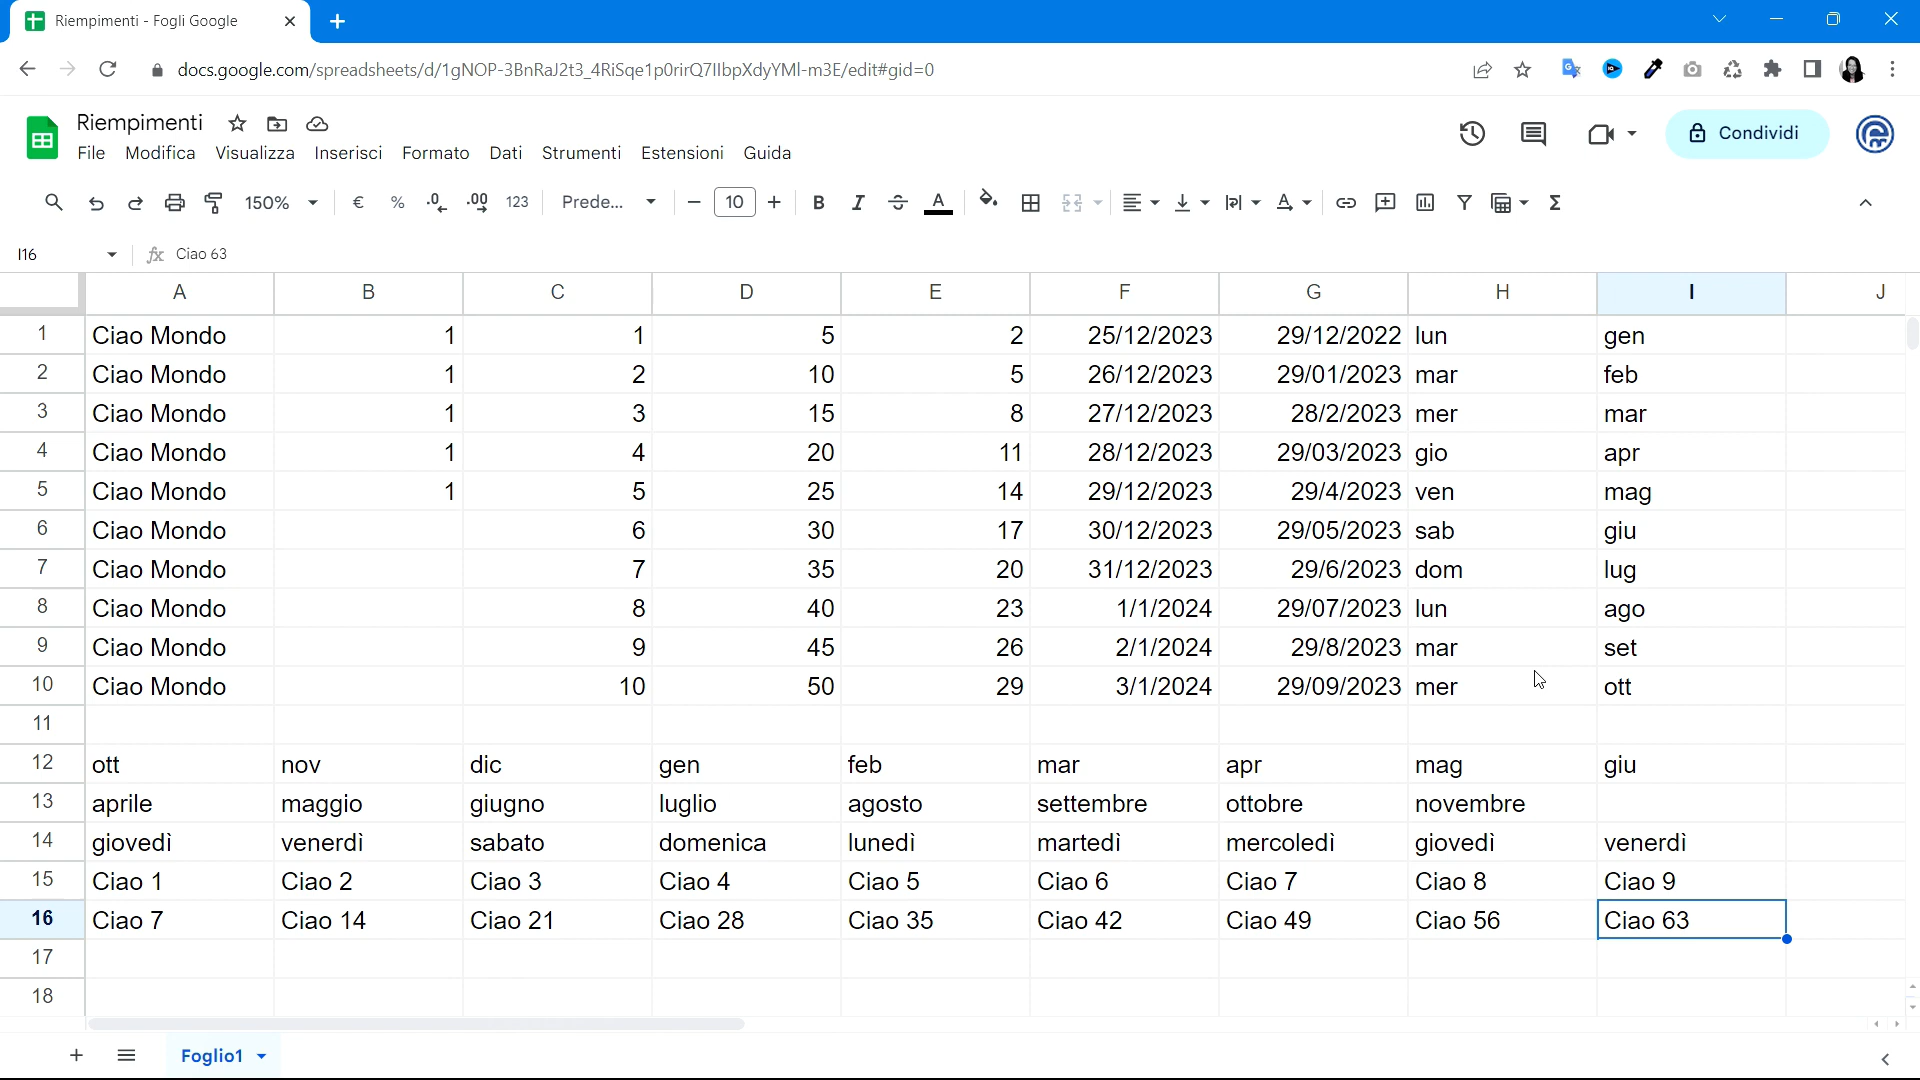 Riempimenti - Fogli Google
docs.google.com/spreadsheets/d/1gNOP-3BnRaJ2t3_4RiSqe1p0rirQ7IlbpXdyYMI-m3E/edit#gid=0
Riempimenti
File Modifica Visualizza Inserisci Formato Dati Strumenti Estensioni Guida
Condividi
150% € % .0 .00 123 Prede... 10 B I S A
I16 fx Ciao 63
A B C D E F G H I J
1 Ciao Mondo 1 1 5 2 25/12/2023 29/12/2022 lun gen
2 Ciao Mondo 1 2 10 5 26/12/2023 29/01/2023 mar feb
3 Ciao Mondo 1 3 15 8 27/12/2023 28/2/2023 mer mar
4 Ciao Mondo 1 4 20 11 28/12/2023 29/03/2023 gio apr
5 Ciao Mondo 1 5 25 14 29/12/2023 29/4/2023 ven mag
6 Ciao Mondo 6 30 17 30/12/2023 29/05/2023 sab giu
7 Ciao Mondo 7 35 20 31/12/2023 29/6/2023 dom lug
8 Ciao Mondo 8 40 23 1/1/2024 29/07/2023 lun ago
9 Ciao Mondo 9 45 26 2/1/2024 29/8/2023 mar set
10 Ciao Mondo 10 50 29 3/1/2024 29/09/2023 mer ott
11
12 ott nov dic gen feb mar apr mag giu
13 aprile maggio giugno luglio agosto settembre ottobre novembre
14 giovedì venerdì sabato domenica lunedì martedì mercoledì giovedì venerdì
15 Ciao 1 Ciao 2 Ciao 3 Ciao 4 Ciao 5 Ciao 6 Ciao 7 Ciao 8 Ciao 9
16 Ciao 7 Ciao 14 Ciao 21 Ciao 28 Ciao 35 Ciao 42 Ciao 49 Ciao 56 Ciao 63
17
18
Foglio1